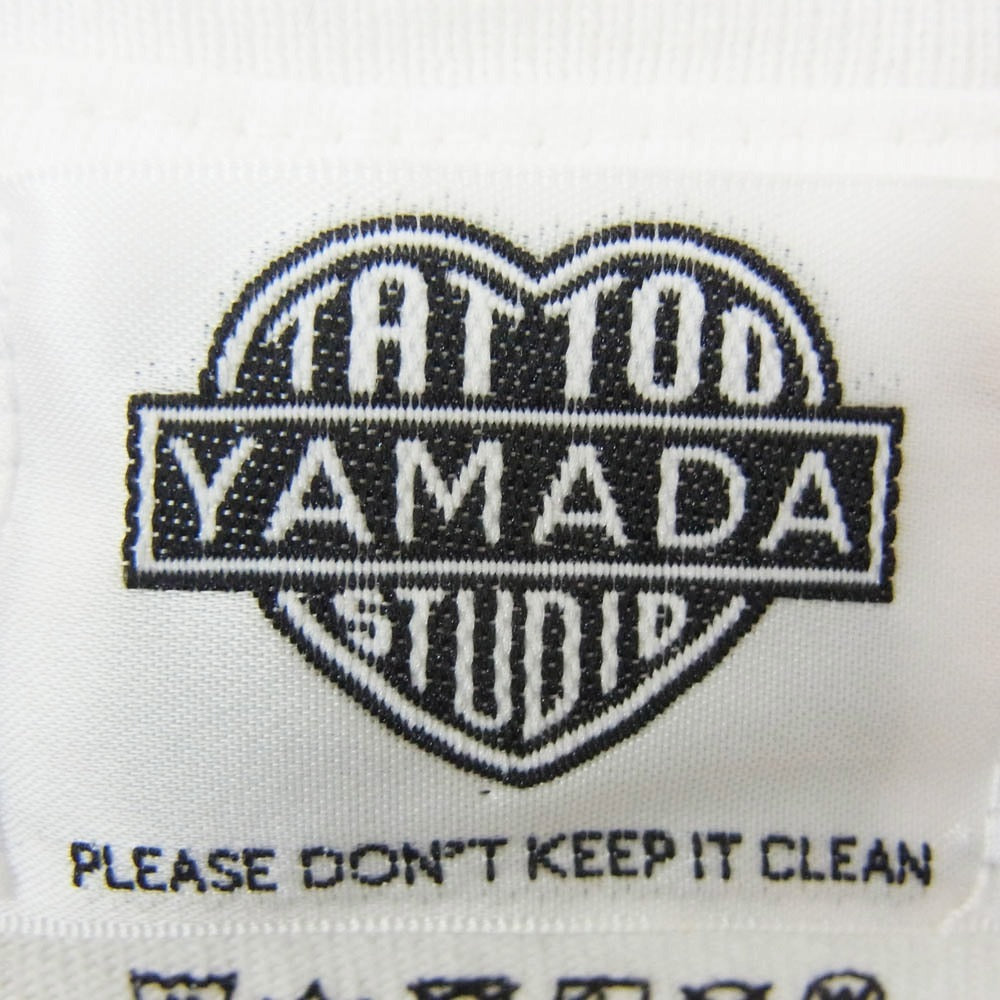 TATTOO
YAMADA
STUDIO
PLEASE DON'T KEEP IT CLEAN